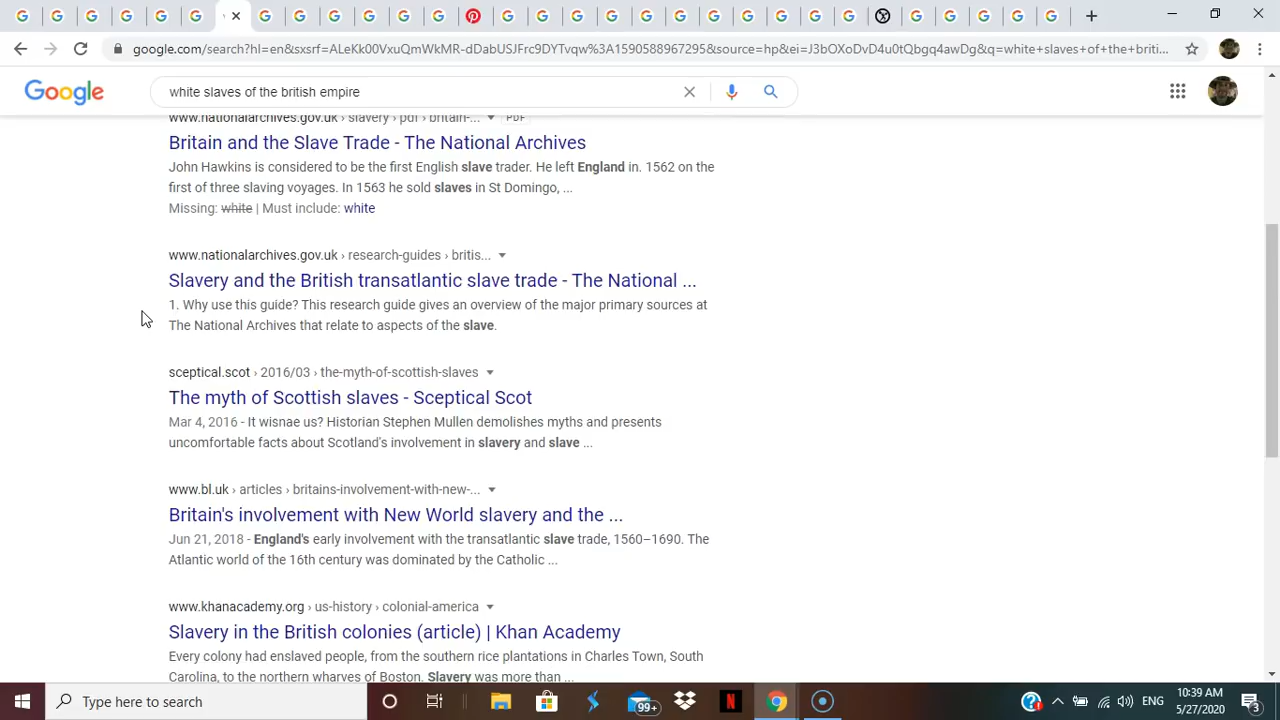 google.com/search?hl=en&sxsrf=ALeKk00VxuQmWkMR-dDabUSJFrc9DYTvqw%3A1590588967295&source=hp&ei=J3bOXoDvD4u0tQbgq4awDg&q=white+slaves+of+the+briti...
Google
white slaves of the british empire
www.nationalarchives.gov.uk › slavery › pdf › britain-... PDF
Britain and the Slave Trade - The National Archives
John Hawkins is considered to be the first English slave trader. He left England in. 1562 on the
first of three slaving voyages. In 1563 he sold slaves in St Domingo, ...
Missing: white | Must include: white
www.nationalarchives.gov.uk › research-guides › britis...
Slavery and the British transatlantic slave trade - The National ...
1. Why use this guide? This research guide gives an overview of the major primary sources at
The National Archives that relate to aspects of the slave.
sceptical.scot › 2016/03 › the-myth-of-scottish-slaves
The myth of Scottish slaves - Sceptical Scot
Mar 4, 2016 - It wisnae us? Historian Stephen Mullen demolishes myths and presents
uncomfortable facts about Scotland's involvement in slavery and slave ...
www.bl.uk › articles › britains-involvement-with-new-...
Britain's involvement with New World slavery and the ...
Jun 21, 2018 - England's early involvement with the transatlantic slave trade, 1560–1690. The
Atlantic world of the 16th century was dominated by the Catholic ...
www.khanacademy.org › us-history › colonial-america
Slavery in the British colonies (article) | Khan Academy
Every colony had enslaved people, from the southern rice plantations in Charles Town, South
Carolina, to the northern wharves of Boston. Slavery was more than ...
Type here to search
99+
N
ENG
10:39 AM
5/27/2020
3